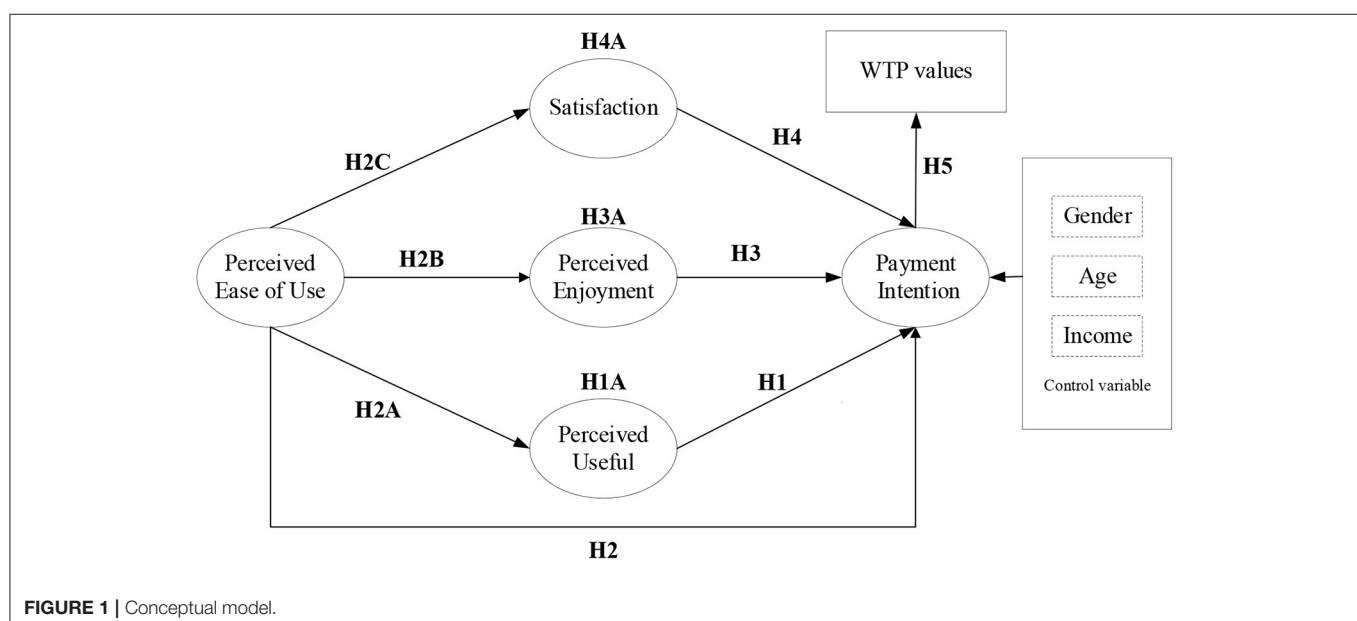 H4A
Satisfaction
WTP values
H2C
H4
H5
H3A
Perceived
Ease of Use
H2B
Perceived
Enjoyment
H3
Payment
Intention
Gender
Age
Income
Control variable
H1A
H2A
Perceived
Useful
H1
H2
FIGURE 1 | Conceptual model.